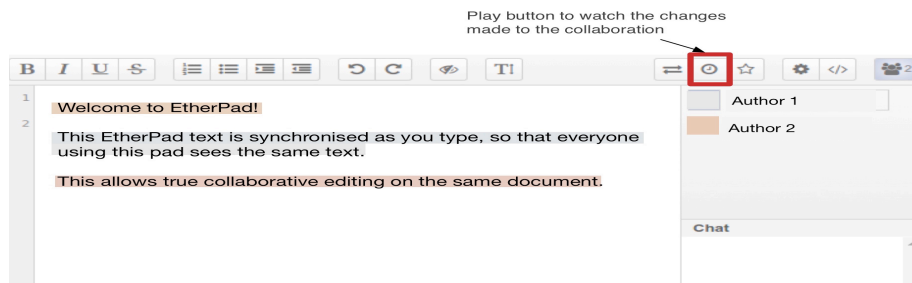 Play button to watch the changes
made to the collaboration
B I U S
TI
</>
2
1
Welcome to EtherPad!
2
This EtherPad text is synchronised as you type, so that everyone
using this pad sees the same text.
This allows true collaborative editing on the same document.
Author 1
Author 2
Chat